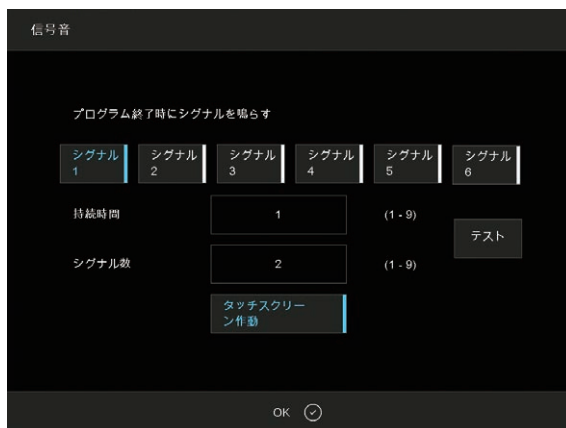 信号音
プログラム終了時にシグナルを鳴らす
シグナル
1
シグナル
2
シグナル
3
シグナル
4
シグナル
5
シグナル
6
持続時間
1
(1 - 9)
テスト
シグナル数
2
(1 - 9)
タッチスクリー
ン作動
OK